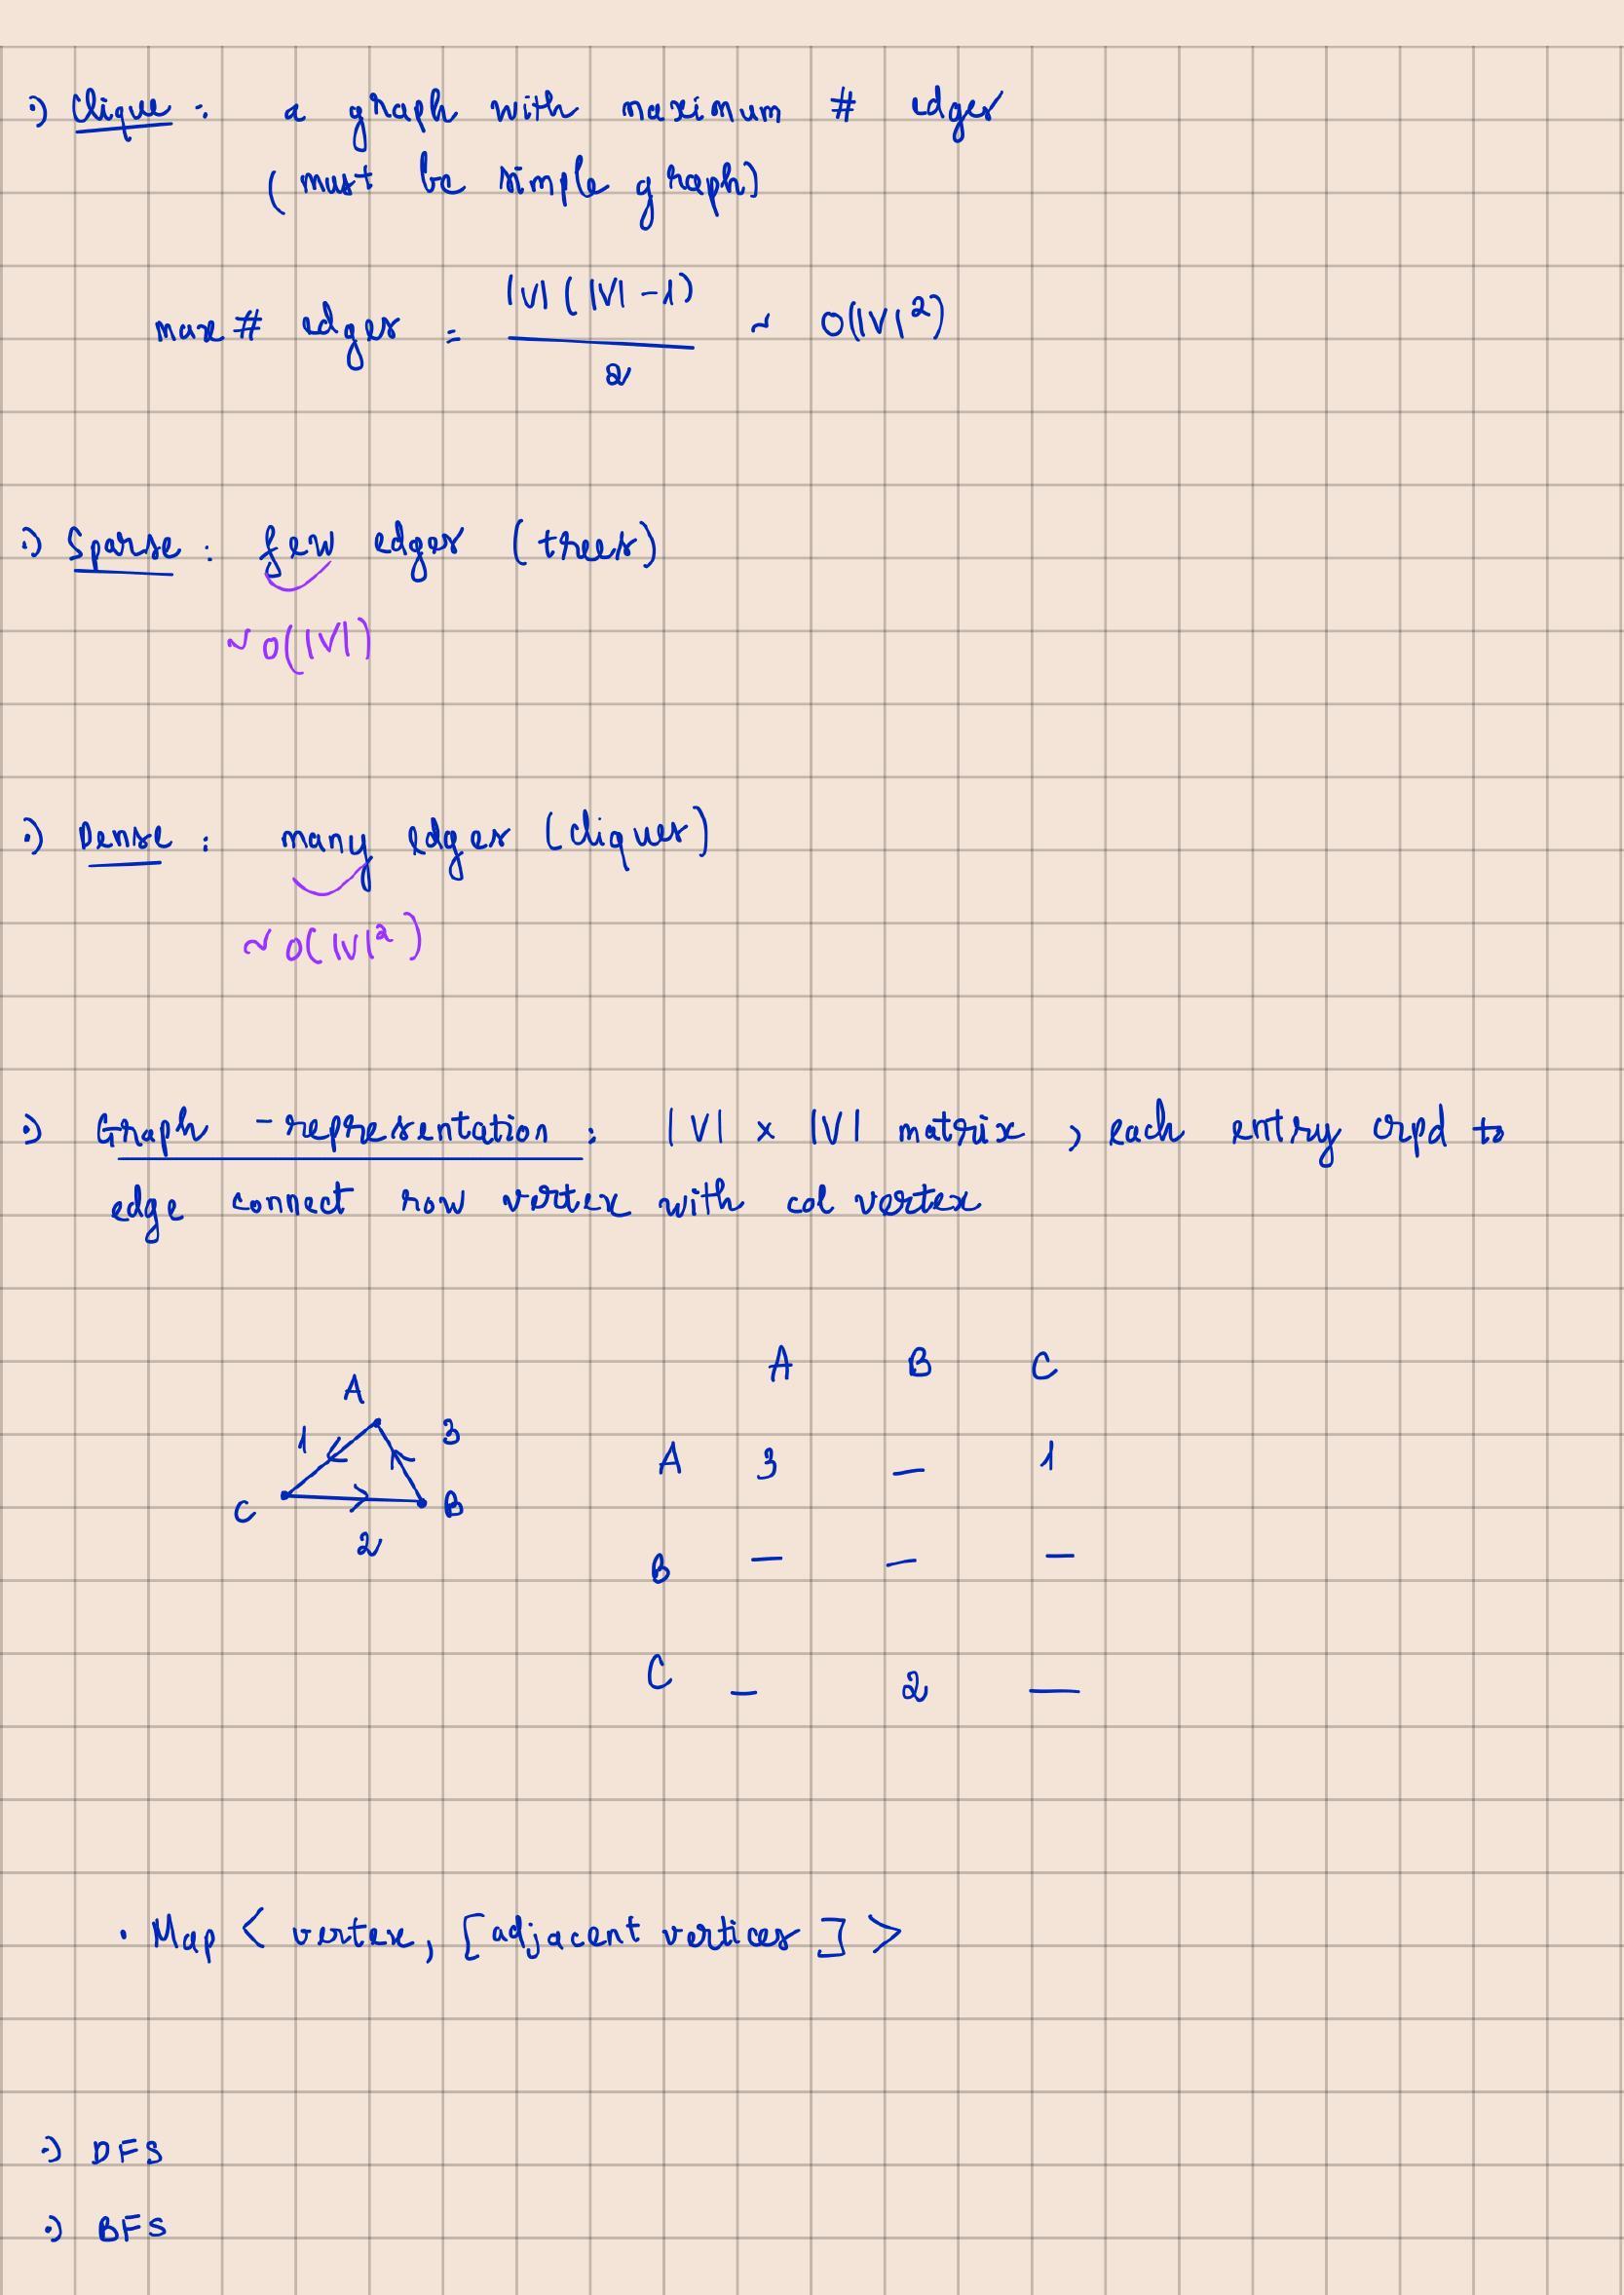 :) Clique : a graph with maximum # edges
(must be simple graph)
max # edges = |V| ( |V| - 1) / 2 ~ O(|V|²)
:) Sparse : few edges (trees)
~ O(|V|)
:) Dense : many edges (cliques)
~ O(|V|²)
:) Graph - representation : |V| x |V| matrix , each entry crpd to
edge connect row vertex with col vertex
A B C
A
1 3
A 3 — 1
C B
2
B — — —
C — 2 —
• Map < vertex, [adjacent vertices] >
:) DFS
:) BFS